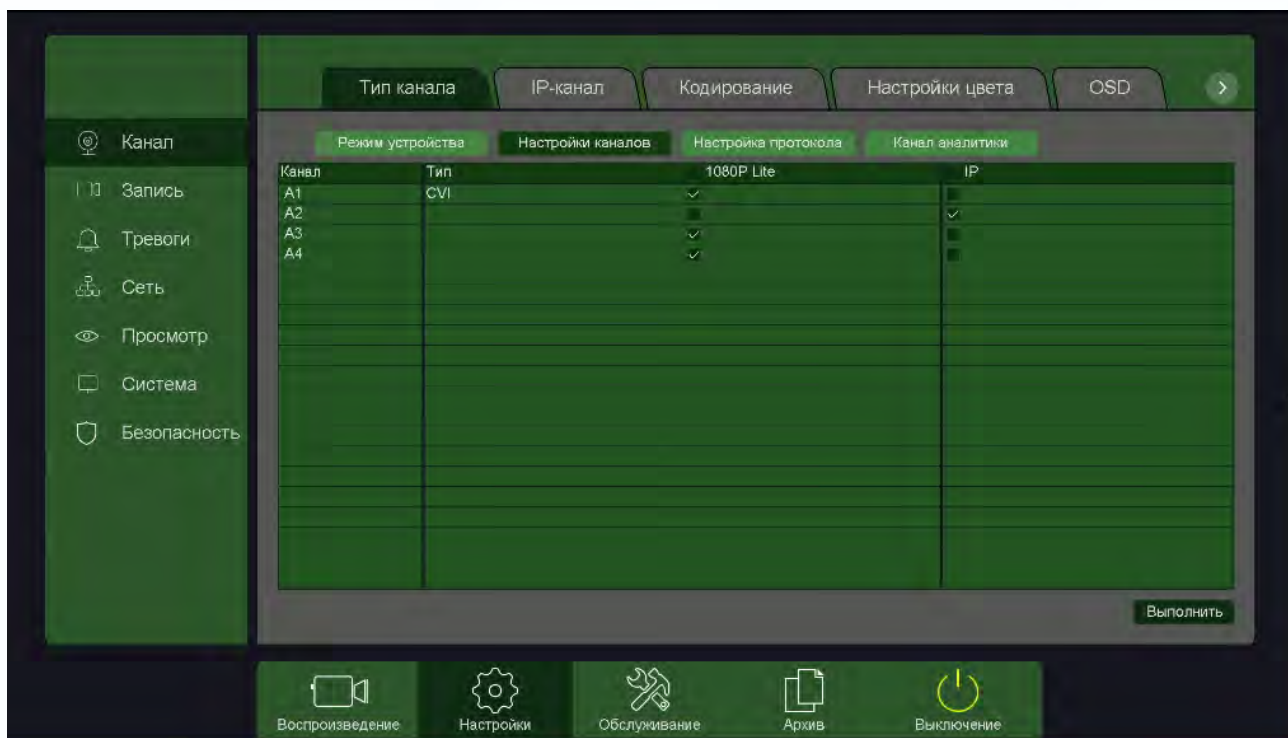 Тип канала IP-канал Кодирование Настройки цвета OSD >
Канал
Запись
Тревоги
Сеть
Просмотр
Система
Безопасность
Режим устройства Настройки каналов Настройка протокола Канал аналитики
Канал Тип 1080P Lite IP
A1 CVI
A2
A3
A4
Выполнить
Воспроизведение Настройки Обслуживание Архив Выключение